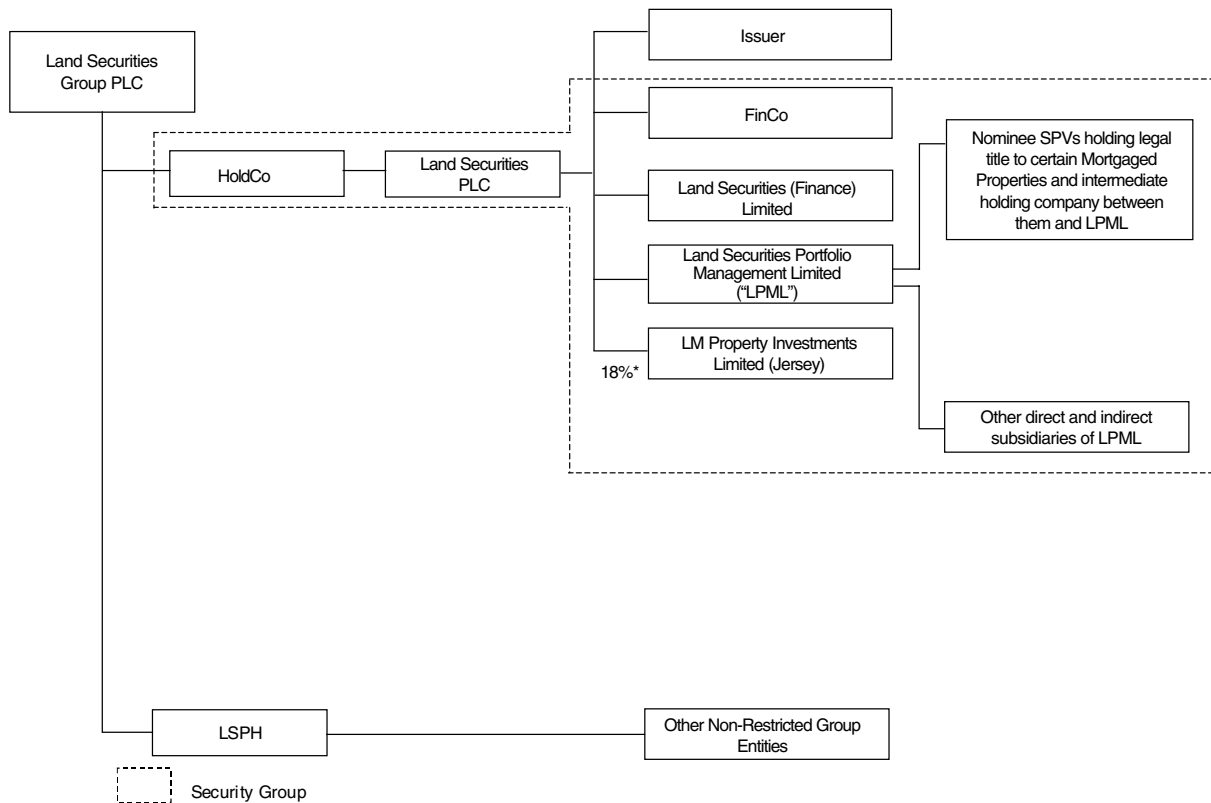 Issuer
Land Securities
Group PLC
FinCo
HoldCo
Land Securities
PLC
Land Securities (Finance)
Limited
Nominee SPVs holding legal
title to certain Mortgaged
Properties and intermediate
holding company between
them and LPML
Land Securities Portfolio
Management Limited
(“LPML”)
LM Property Investments
Limited (Jersey)
18%*
Other direct and indirect
subsidiaries of LPML
LSPH
Other Non-Restricted Group
Entities
Security Group